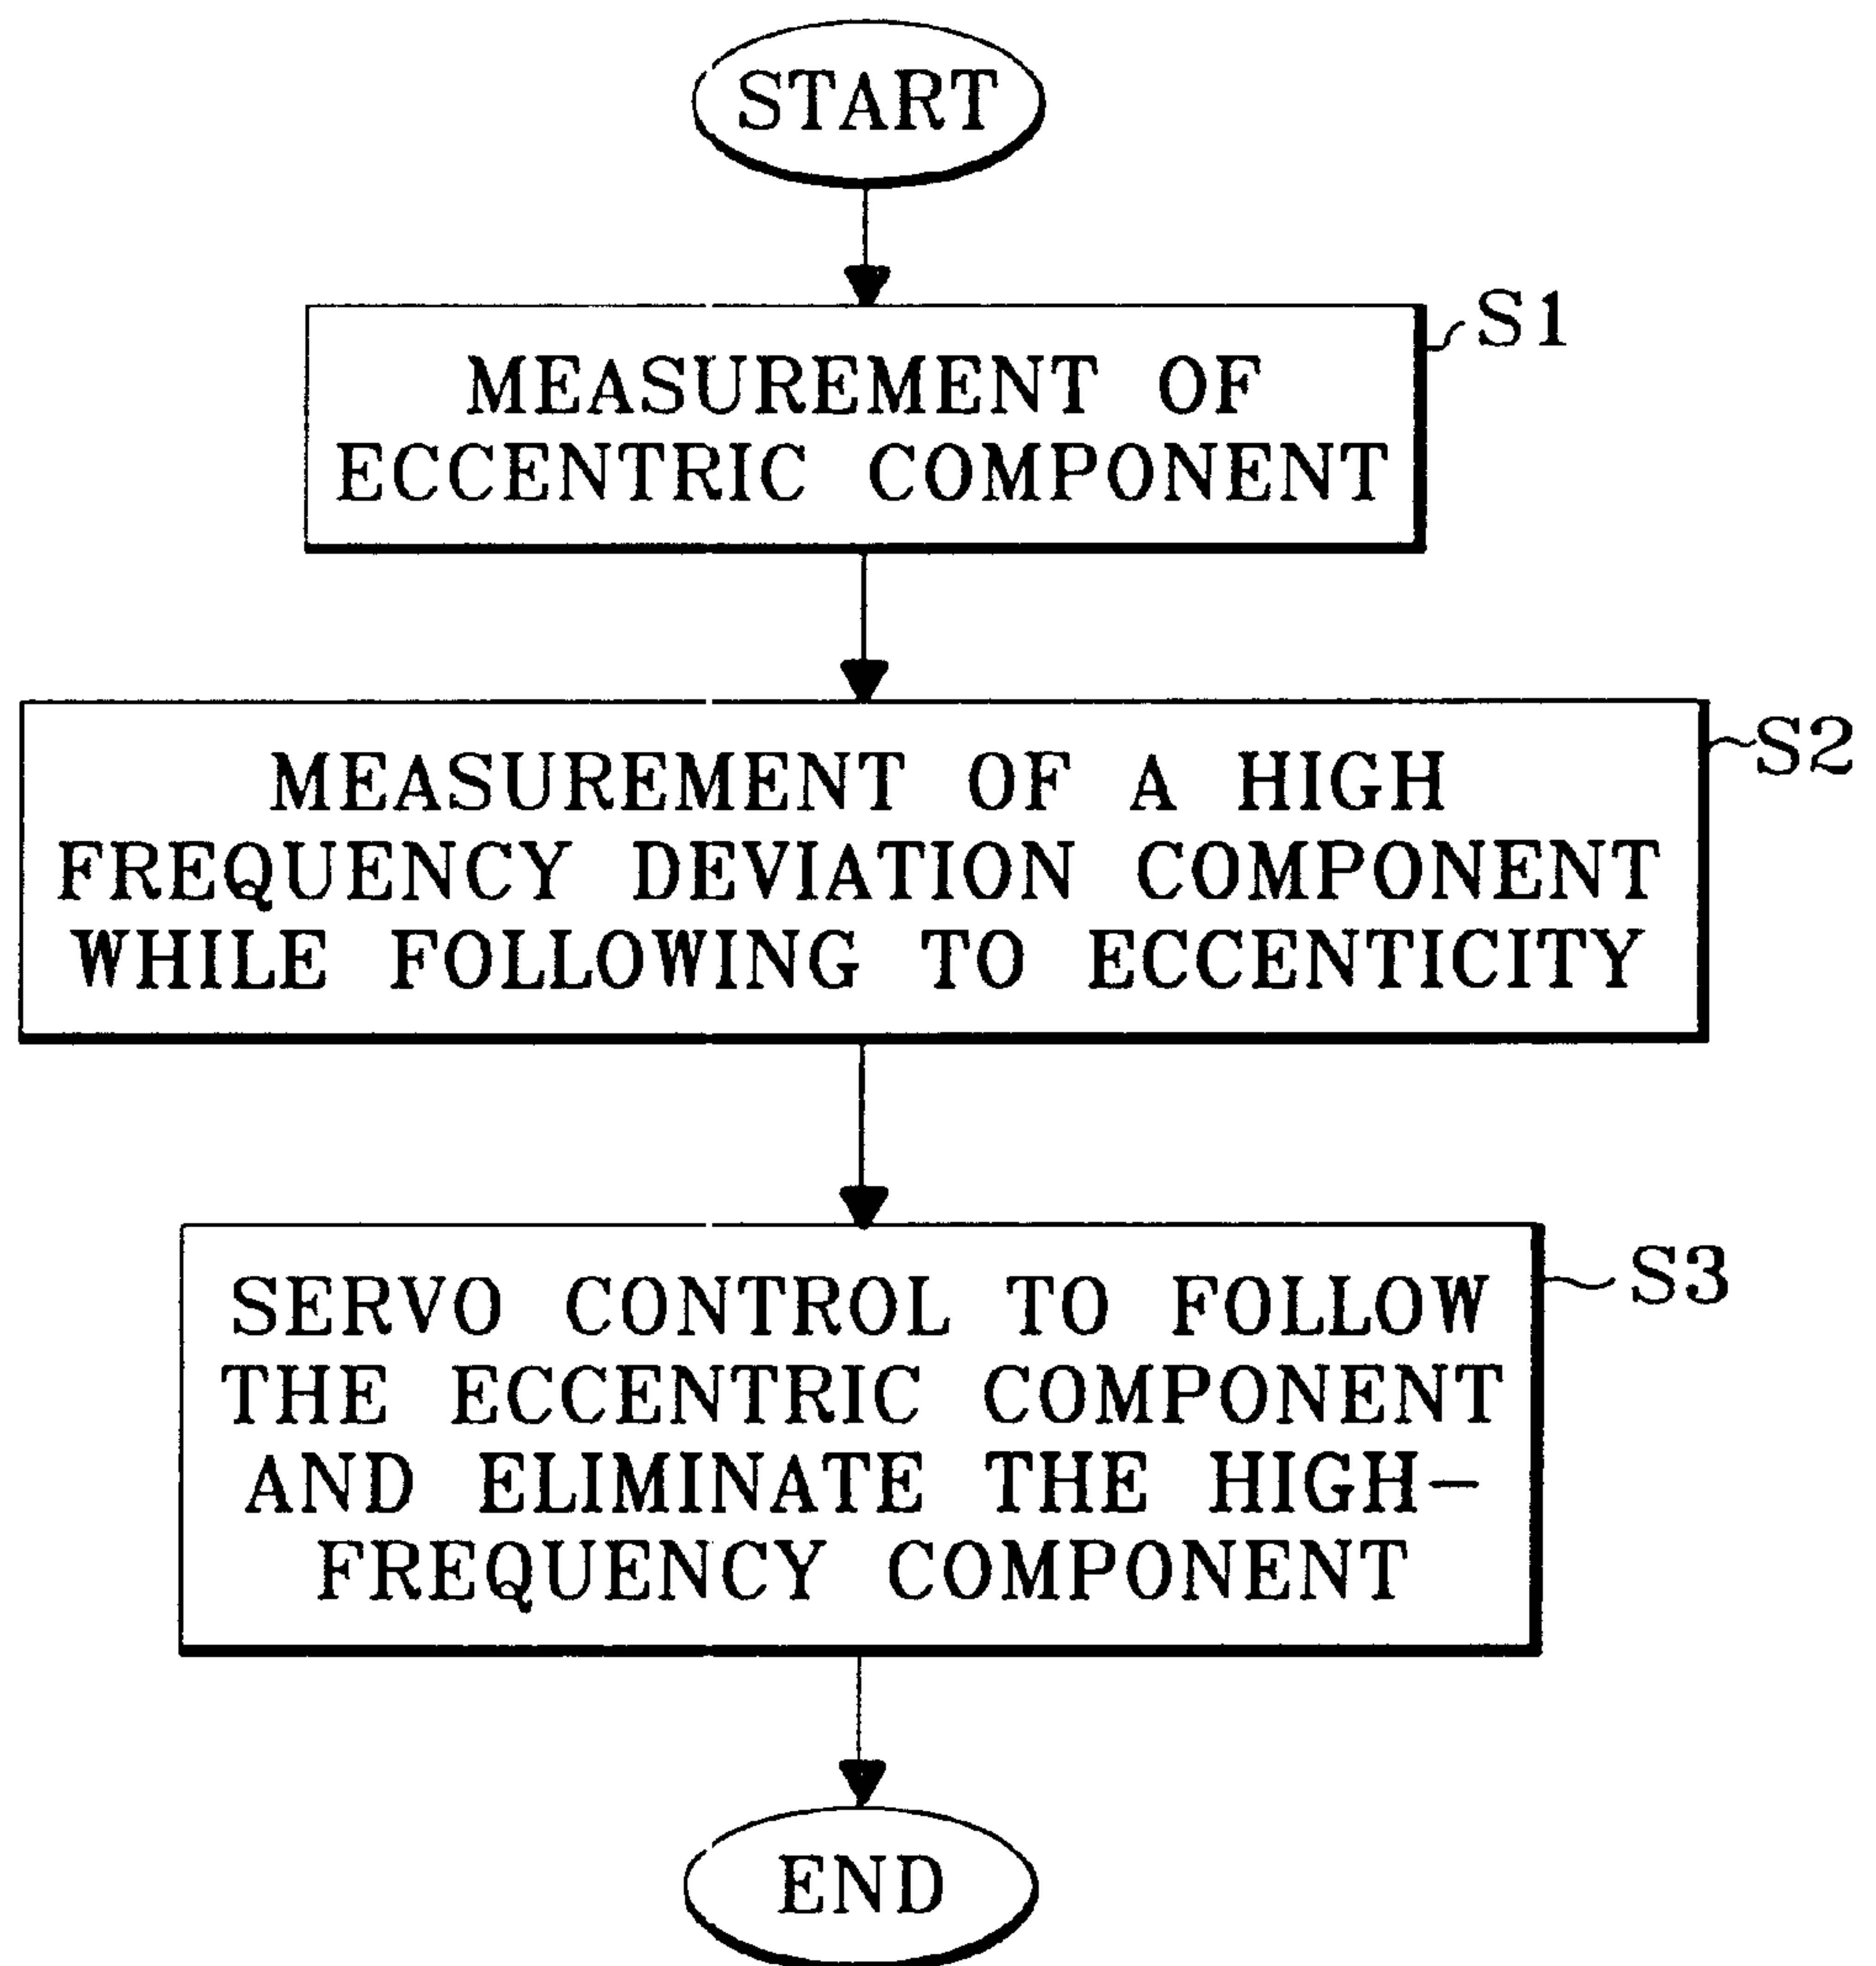 START
S1
MEASUREMENT OF
ECCENTRIC COMPONENT
S2
MEASUREMENT OF A HIGH
FREQUENCY DEVIATION COMPONENT
WHILE FOLLOWING TO ECCENTICITY
S3
SERVO CONTROL TO FOLLOW
THE ECCENTRIC COMPONENT
AND ELIMINATE THE HIGH-
FREQUENCY COMPONENT
END